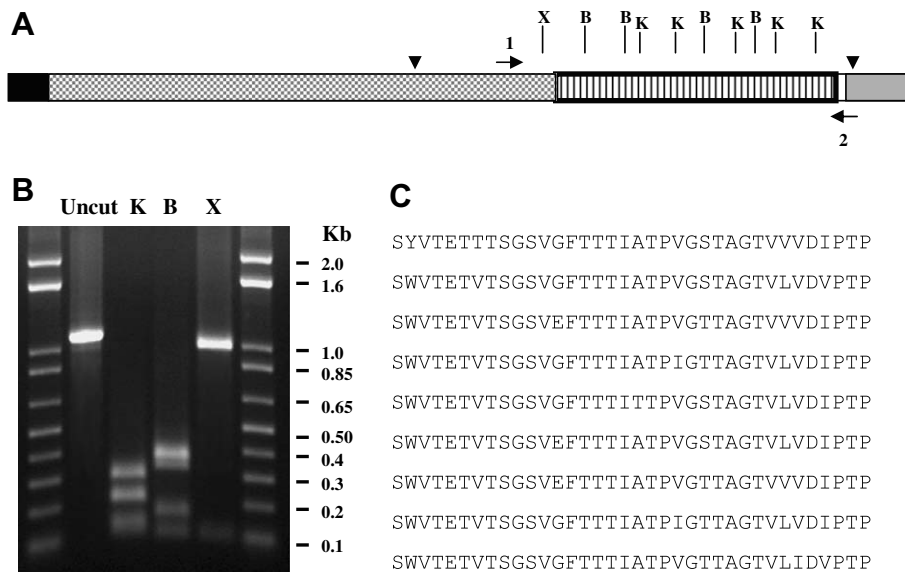 A
X B B K K B K B K K
1
2
B
Uncut K B X
Kb
2.0
1.6
1.0
0.85
0.65
0.50
0.4
0.3
0.2
0.1
C
SYVTETTTSGSVGFTTTIATPVGSTAGTVVVDIPTP
SWVTETVTSGSVGFTTTIATPVGSTAGTVLVDVPTP
SWVTETVTSGSVEFTTTIATPVGTTAGTVVVDIPTP
SWVTETVTSGSVGFTTTIATPIGTTAGTVLVDIPTP
SWVTETVTSGSVGFTTTITTPVGSTAGTVLVDIPTP
SWVTETVTSGSVEFTTTIATPVGSTAGTVLVDIPTP
SWVTETVTSGSVEFTTTIATPVGTTAGTVVVDIPTP
SWVTETVTSGSVGFTTTIATPIGTTAGTVLVDIPTP
SWVTETVTSGSVGFTTTIATPVGTTAGTVLIDVPTP